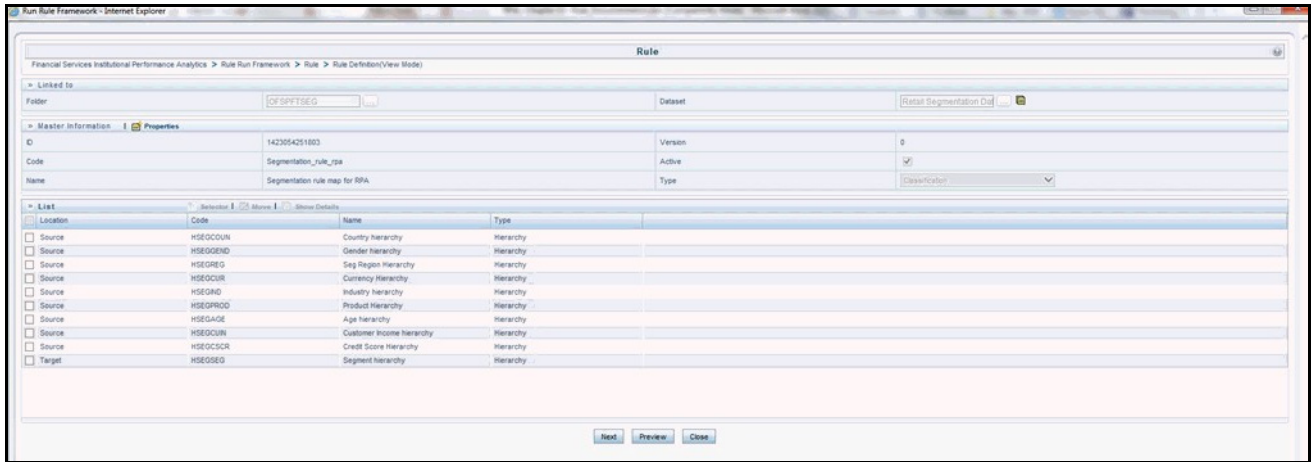 Run Rule Framework - Internet Explorer
Rule
Financial Services Institutional Performance Analytics > Rule Run Framework > Rule > Rule Definition(View Mode)
Linked to
Folder OFSPFTSEG ... Dataset Retail Segmentation Dat ...
Master Information | Properties
ID 1423054251803 Version 0
Code Segmentation_rule_rpa Active
Name Segmentation rule map for RPA Type Classification
List Selector | Move | Show Details
Location Code Name Type
Source HSEGCOUN Country hierarchy Hierarchy
Source HSEGGEND Gender hierarchy Hierarchy
Source HSEGREG Seg Region Hierarchy Hierarchy
Source HSEGCUR Currency Hierarchy Hierarchy
Source HSEGIND Industry hierarchy Hierarchy
Source HSEGPROD Product Hierarchy Hierarchy
Source HSEGAGE Age hierarchy Hierarchy
Source HSEGCUIN Customer Income hierarchy Hierarchy
Source HSEGCSCR Credit Score Hierarchy Hierarchy
Target HSEGSEG Segment hierarchy Hierarchy
Next Preview Close